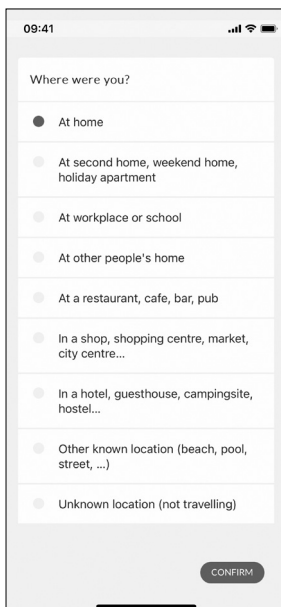 09:41
Where were you?
At home
At second home, weekend home,
holiday apartment
At workplace or school
At other people's home
At a restaurant, cafe, bar, pub
In a shop, shopping centre, market,
city centre...
In a hotel, guesthouse, campingsite,
hostel...
Other known location (beach, pool,
street, ...)
Unknown location (not travelling)
CONFIRM